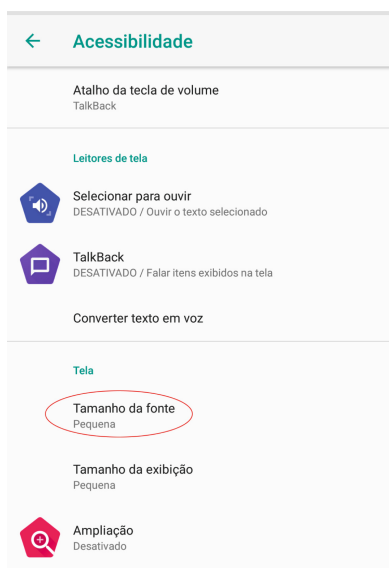 Acessibilidade
Atalho da tecla de volume
TalkBack
Leitores de tela
Selecionar para ouvir
DESATIVADO / Ouvir o texto selecionado
TalkBack
DESATIVADO / Falar itens exibidos na tela
Converter texto em voz
Tela
Tamanho da fonte
Pequena
Tamanho da exibição
Pequena
Ampliação
Desativado